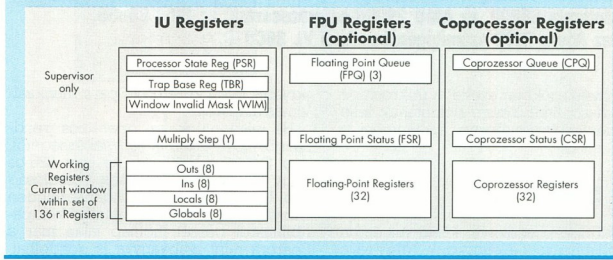 IU Registers
FPU Registers
(optional)
Coprocessor Registers
(optional)
Supervisor
only
Processor State Reg (PSR)
Trap Base Reg (TBR)
Window Invalid Mask (WIM)
Multiply Step (Y)
Working
Registers
Current window
within set of
136 r Registers
Outs (8)
Ins (8)
Locals (8)
Globals (8)
Floating Point Queue
(FPQ) (3)
Floating Point Status (FSR)
Floating-Point Registers
(32)
Coprozessor Queue (CPQ)
Coprozessor Status (CSR)
Coprozessor Registers
(32)